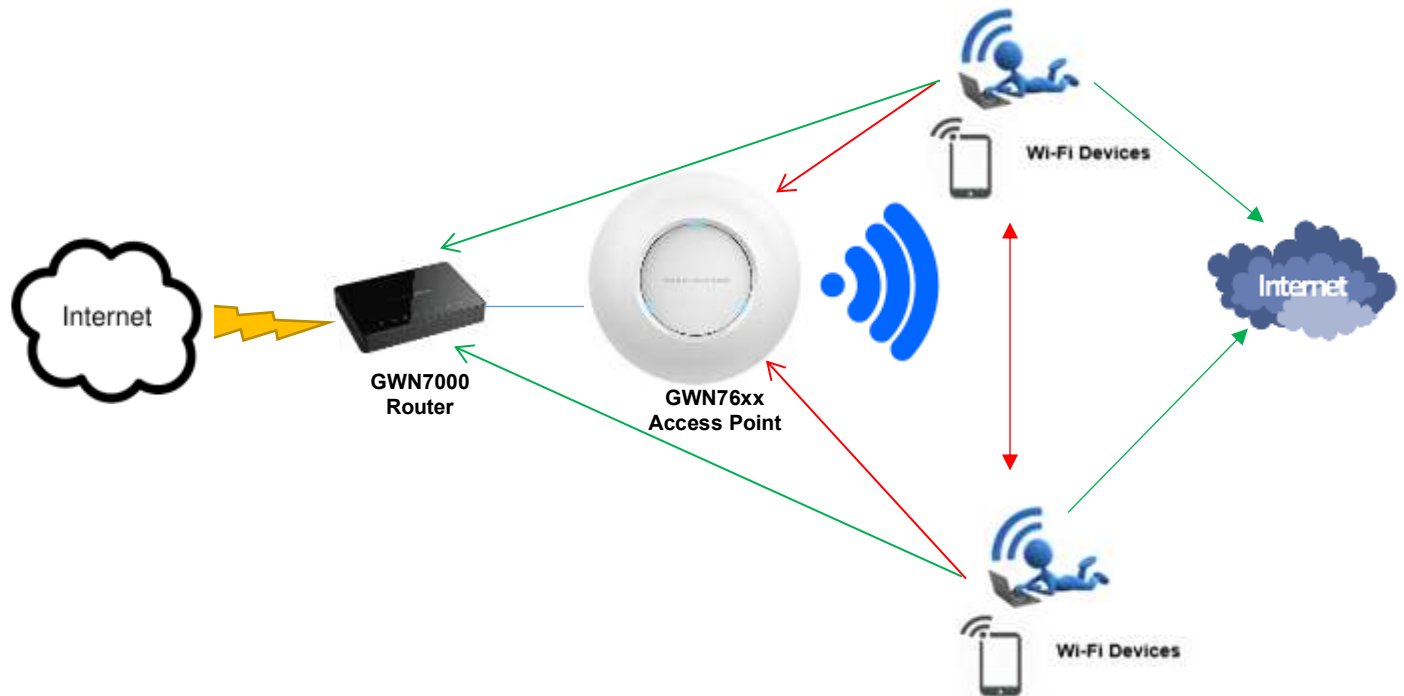 Wi-Fi Devices
Internet
Internet
GWN7000
Router
GWN76xx
Access Point
Wi-Fi Devices